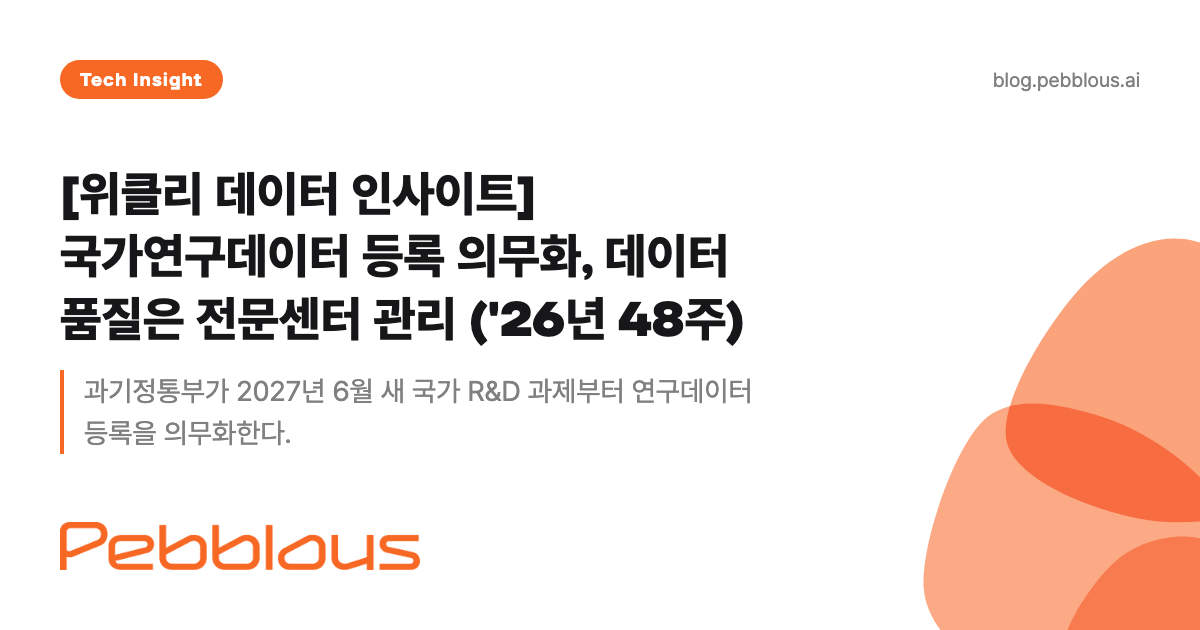 Tech Insight
blog.pebblous.ai
[위클리 데이터 인사이트]
국가연구데이터 등록 의무화, 데이터
품질은 전문센터 관리 ('26년 48주)
과기정통부가 2027년 6월 새 국가 R&D 과제부터 연구데이터
등록을 의무화한다.
Pebblous